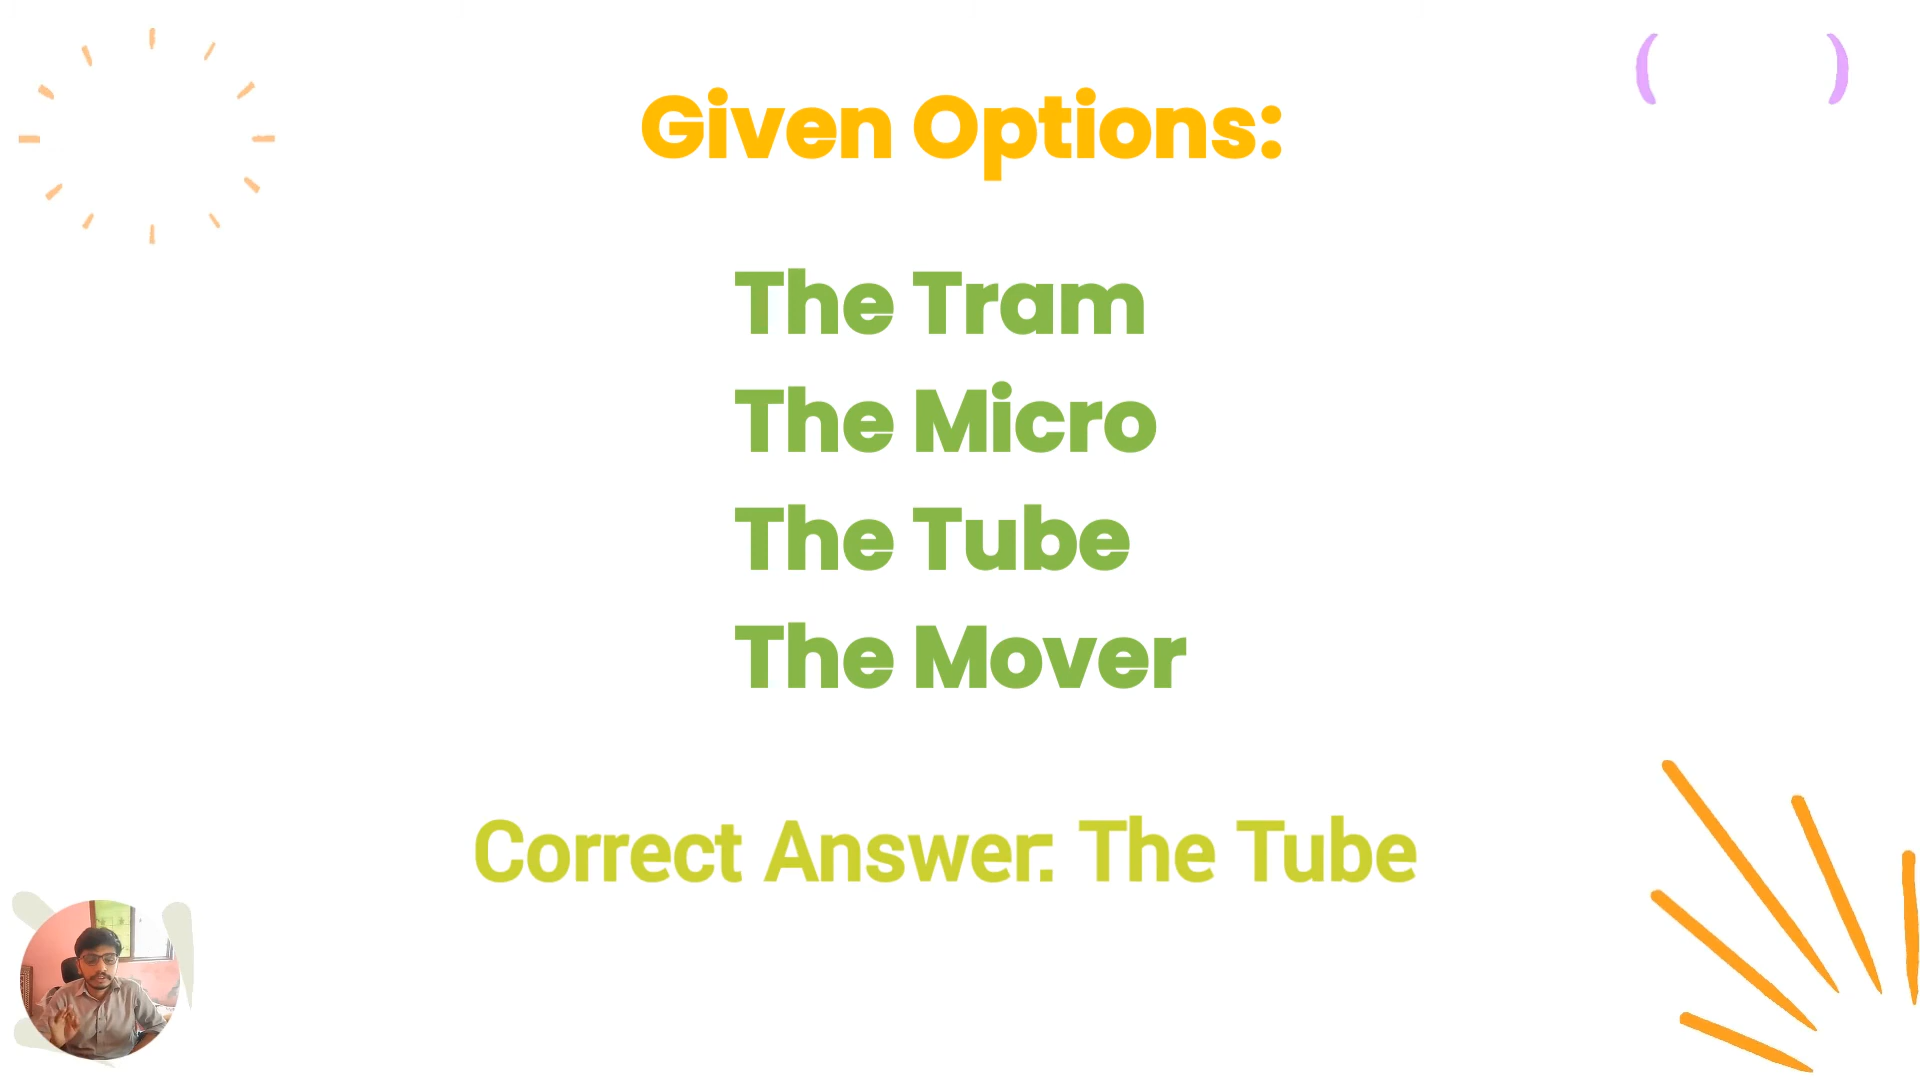 Given Options:
The Tram
The Micro
The Tube
The Mover
Correct Answer: The Tube